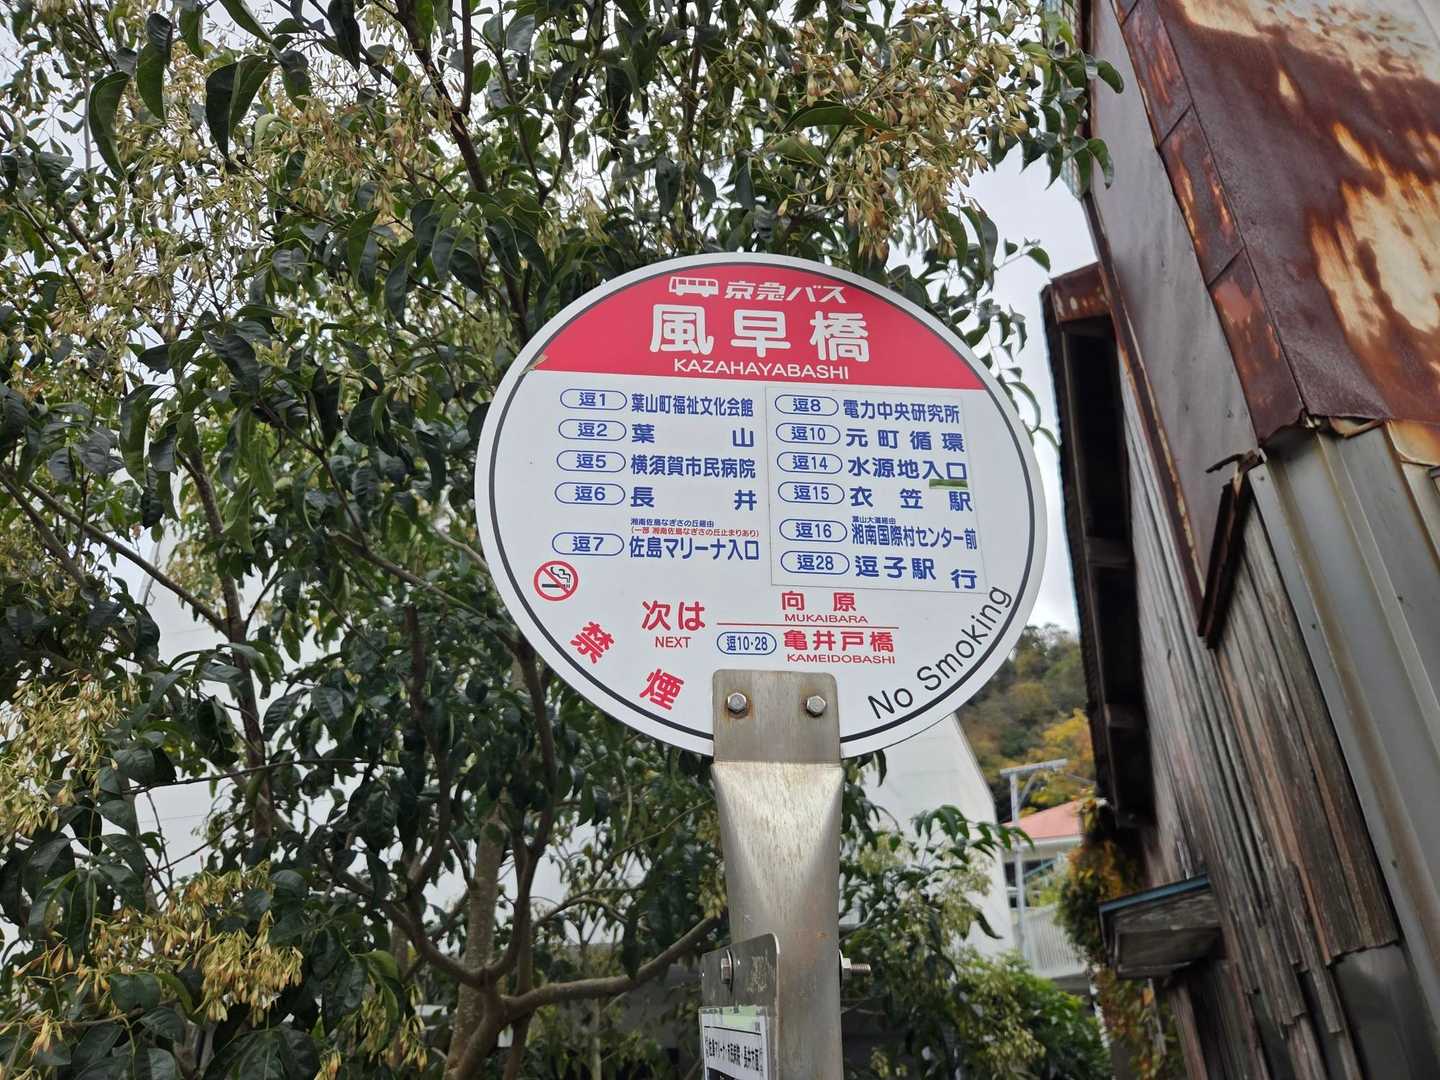 京急バス
風早橋
KAZAHAYABASHI
逗1 葉山町福祉文化会館
逗2 葉山
逗5 横須賀市民病院
逗6 長井
湘南佐島なぎさの丘経由
(一部 湘南佐島なぎさの丘止まりあり)
逗7 佐島マリーナ入口
逗8 電力中央研究所
逗10 元町循環
逗14 水源地入口
逗15 衣笠駅
葉山大道経由
逗16 湘南国際村センター前
逗28 逗子駅 行
次は
NEXT
向原
MUKAIBARA
逗10・28 亀井戸橋
KAMEIDOBASHI
禁煙
No Smoking